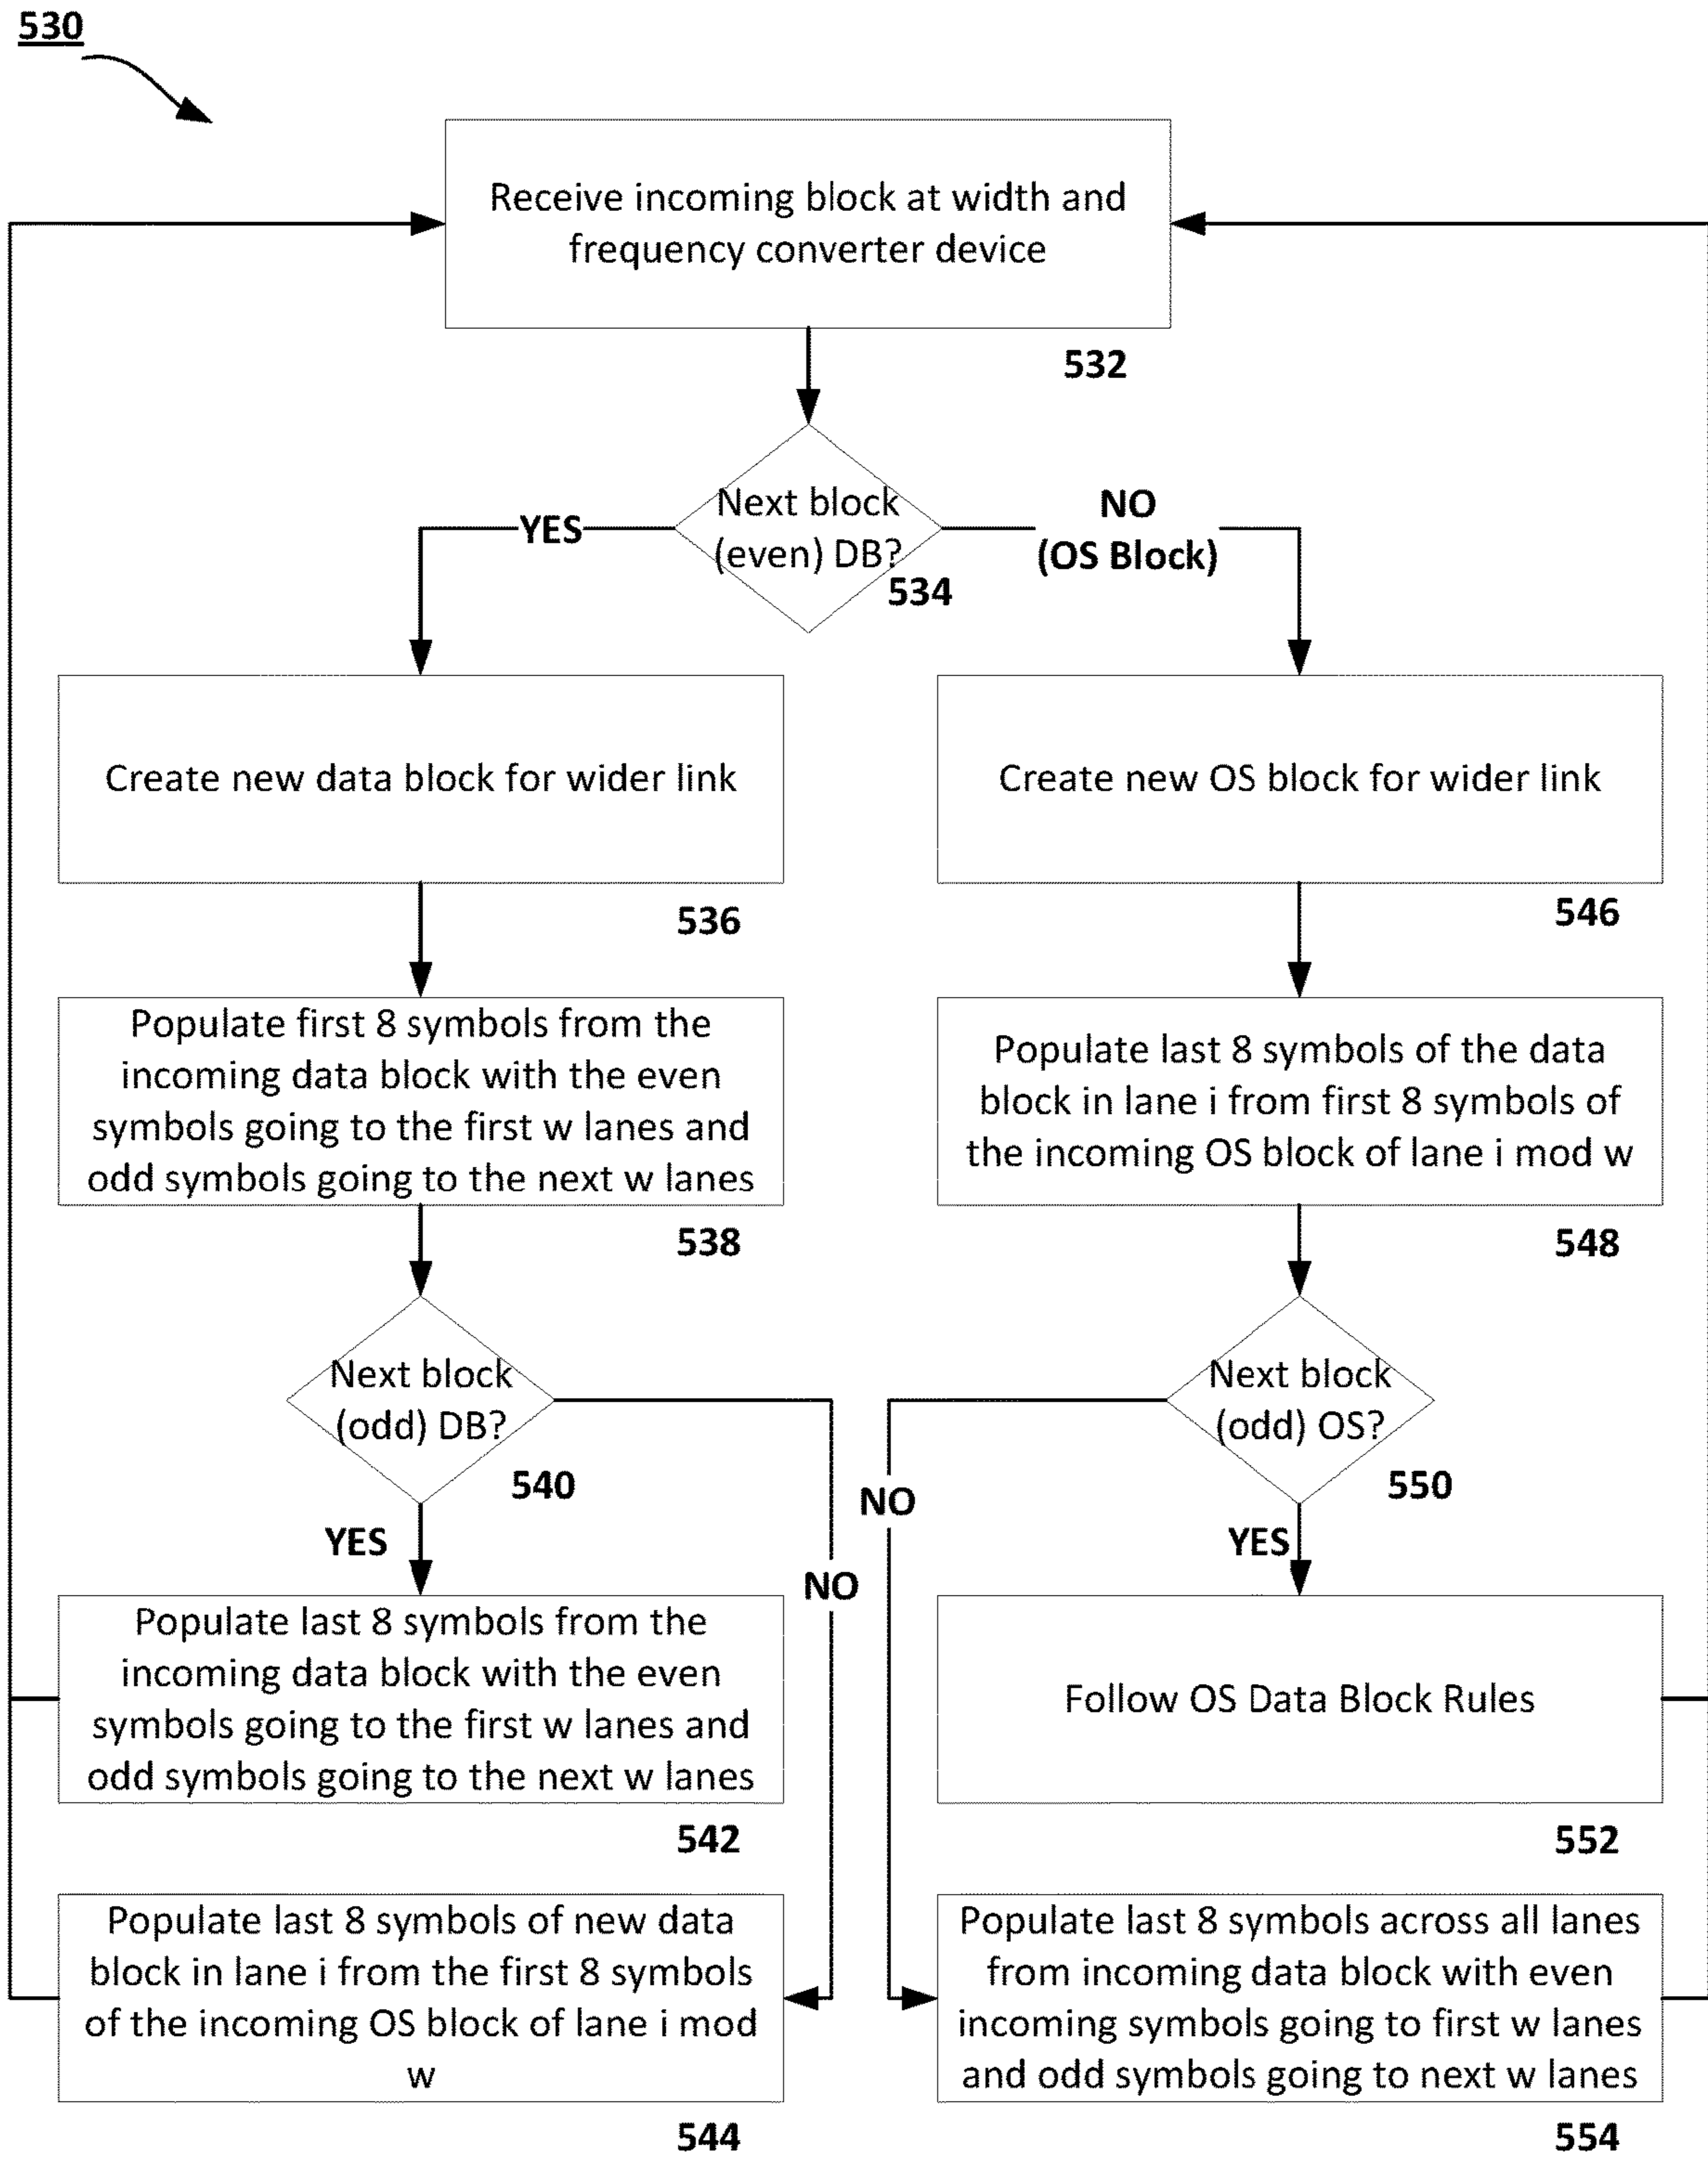 530
Receive incoming block at width and
frequency converter device
532
Next block
(even) DB?
534
YES
NO
(OS Block)
Create new data block for wider link
536
Create new OS block for wider link
546
Populate first 8 symbols from the
incoming data block with the even
symbols going to the first w lanes and
odd symbols going to the next w lanes
538
Populate last 8 symbols of the data
block in lane i from first 8 symbols of
the incoming OS block of lane i mod w
548
Next block
(odd) DB?
540
YES
NO
Next block
(odd) OS?
550
NO
YES
Populate last 8 symbols from the
incoming data block with the even
symbols going to the first w lanes and
odd symbols going to the next w lanes
542
Follow OS Data Block Rules
552
Populate last 8 symbols of new data
block in lane i from the first 8 symbols
of the incoming OS block of lane i mod
w
544
Populate last 8 symbols across all lanes
from incoming data block with even
incoming symbols going to first w lanes
and odd symbols going to next w lanes
554